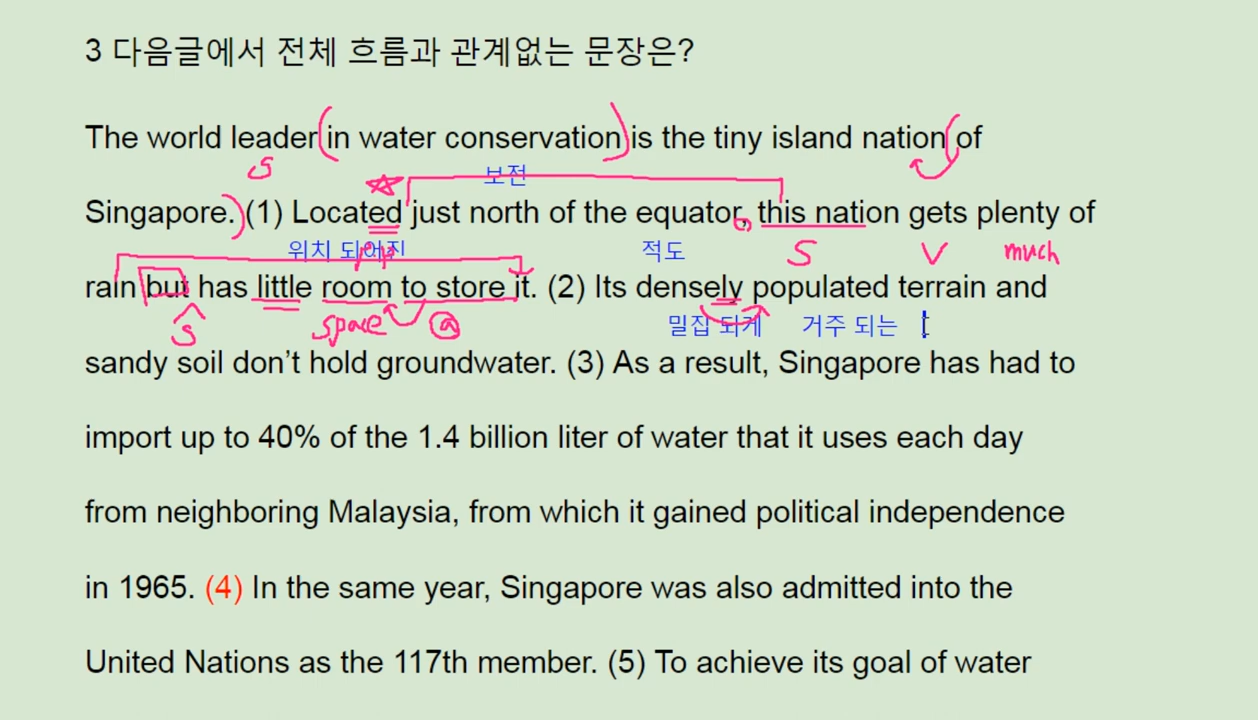 3 다음글에서 전체 흐름과 관계없는 문장은?
The world leader in water conservation is the tiny island nation of
S
보전
Singapore. (1) Located just north of the equator, this nation gets plenty of
위치 되어진 적도 S V much
rain but has little room to store it. (2) Its densely populated terrain and
S space ⓐ 밀집 되게 거주 되는
sandy soil don’t hold groundwater. (3) As a result, Singapore has had to
import up to 40% of the 1.4 billion liter of water that it uses each day
from neighboring Malaysia, from which it gained political independence
in 1965. (4) In the same year, Singapore was also admitted into the
United Nations as the 117th member. (5) To achieve its goal of water